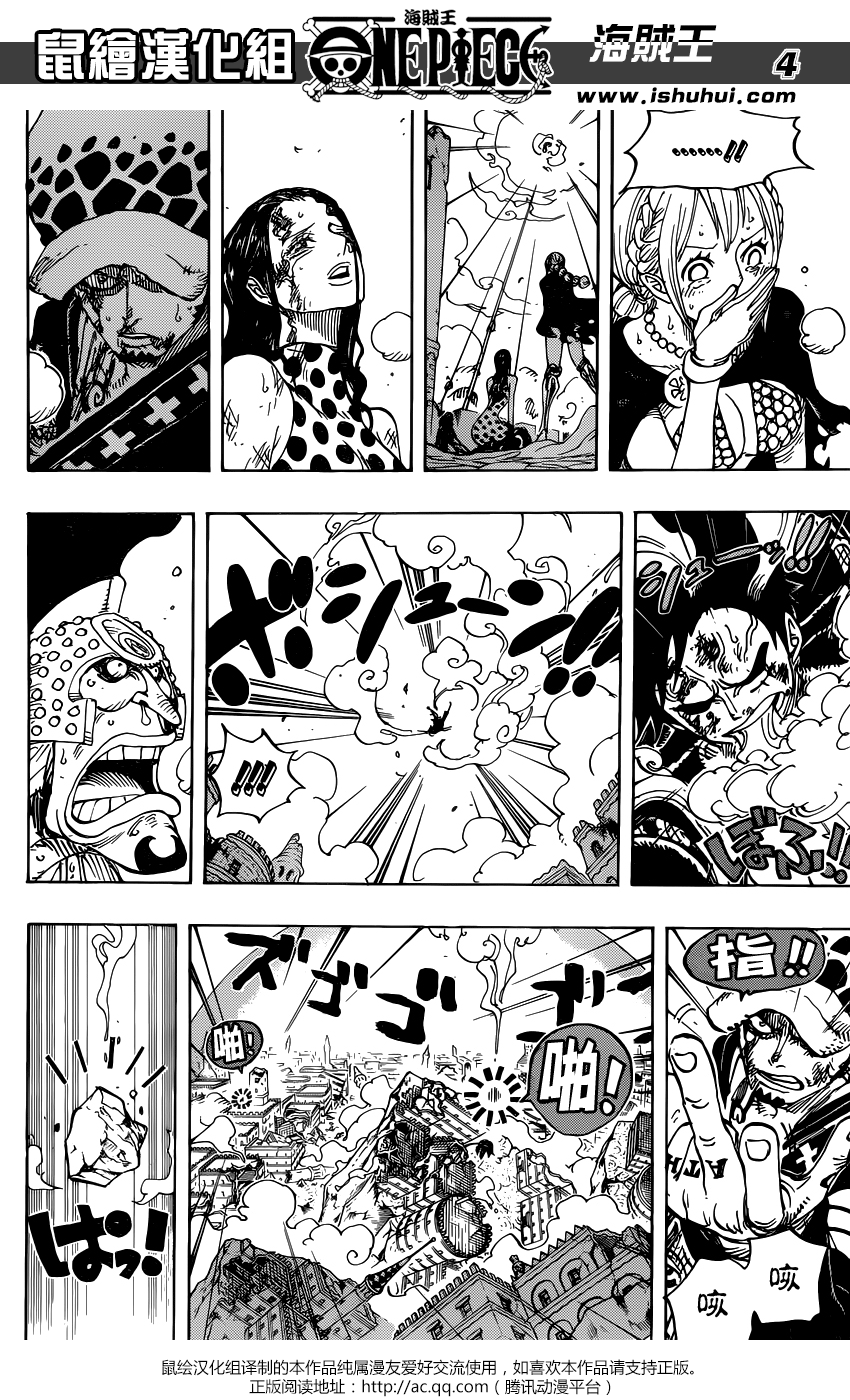 鼠繪漢化组
海賊王
ONE PIECE
海賊王
4
www.ishuhui.com
……!!
シューッ!!
ボシューン
!!!
ぼふ!!
指!!
ATH
咳
咳
ズゴゴゴ
啪!
啪!
ぱっ!
鼠绘汉化组译制的本作品纯属漫友爱好交流使用，如喜欢本作品请支持正版。
正版阅读地址：http://ac.qq.com（腾讯动漫平台）